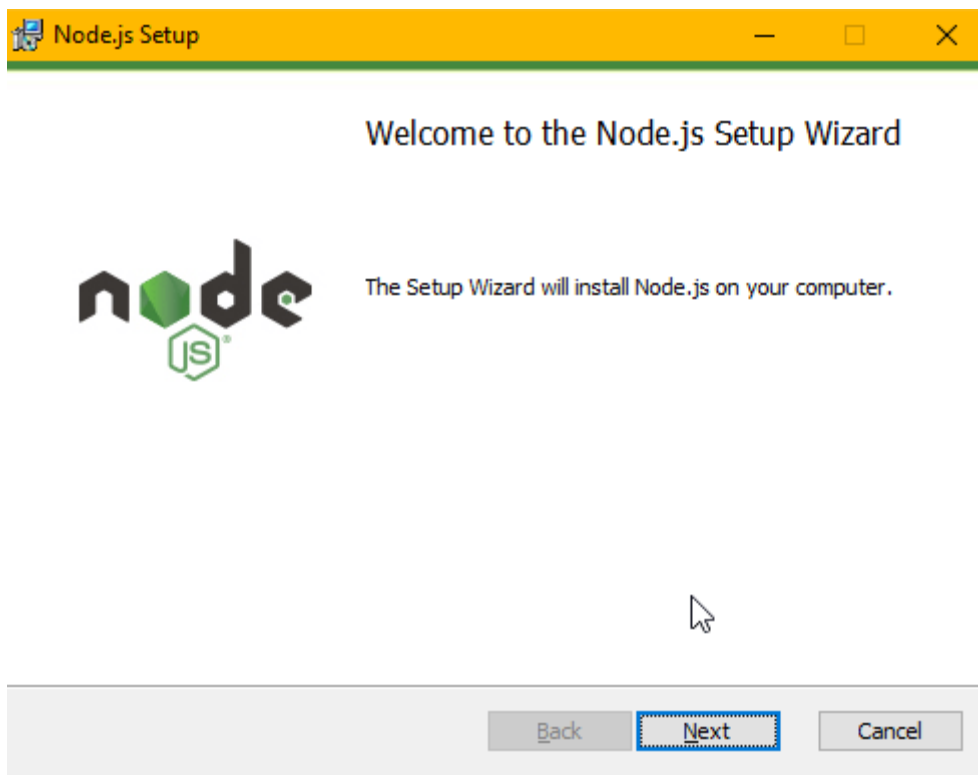 Node.js Setup
Welcome to the Node.js Setup Wizard
The Setup Wizard will install Node.js on your computer.
node
JS®
Back
Next
Cancel